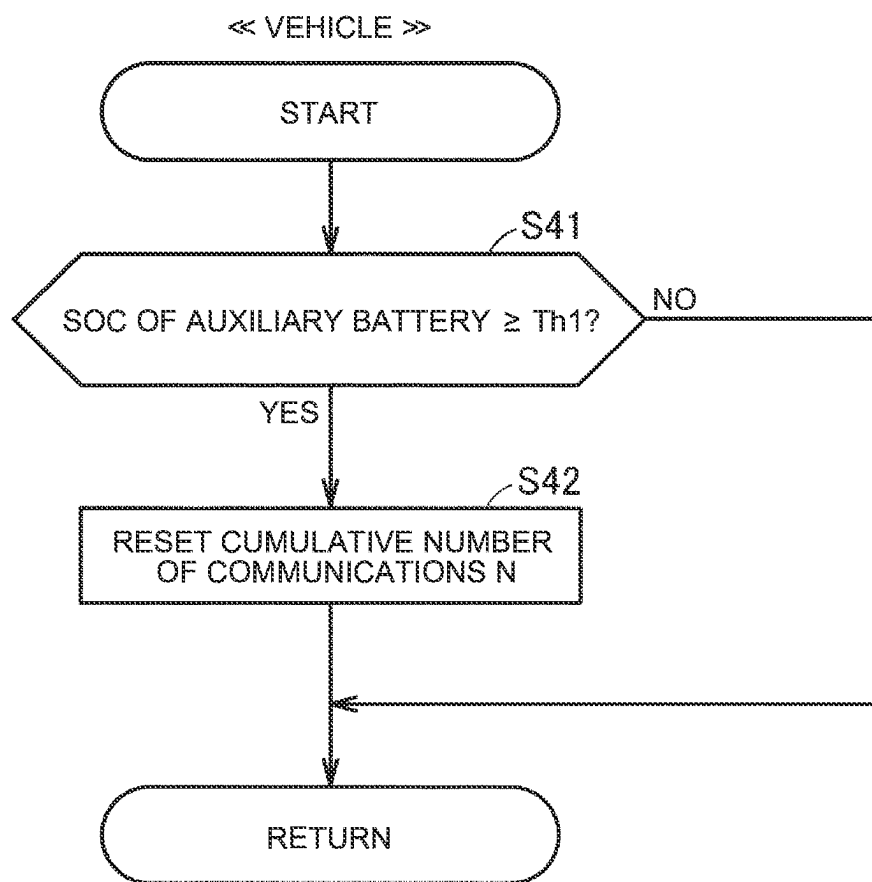 ≪ VEHICLE ≫
START
S41
SOC OF AUXILIARY BATTERY ≥ Th1?
NO
YES
S42
RESET CUMULATIVE NUMBER
OF COMMUNICATIONS N
RETURN